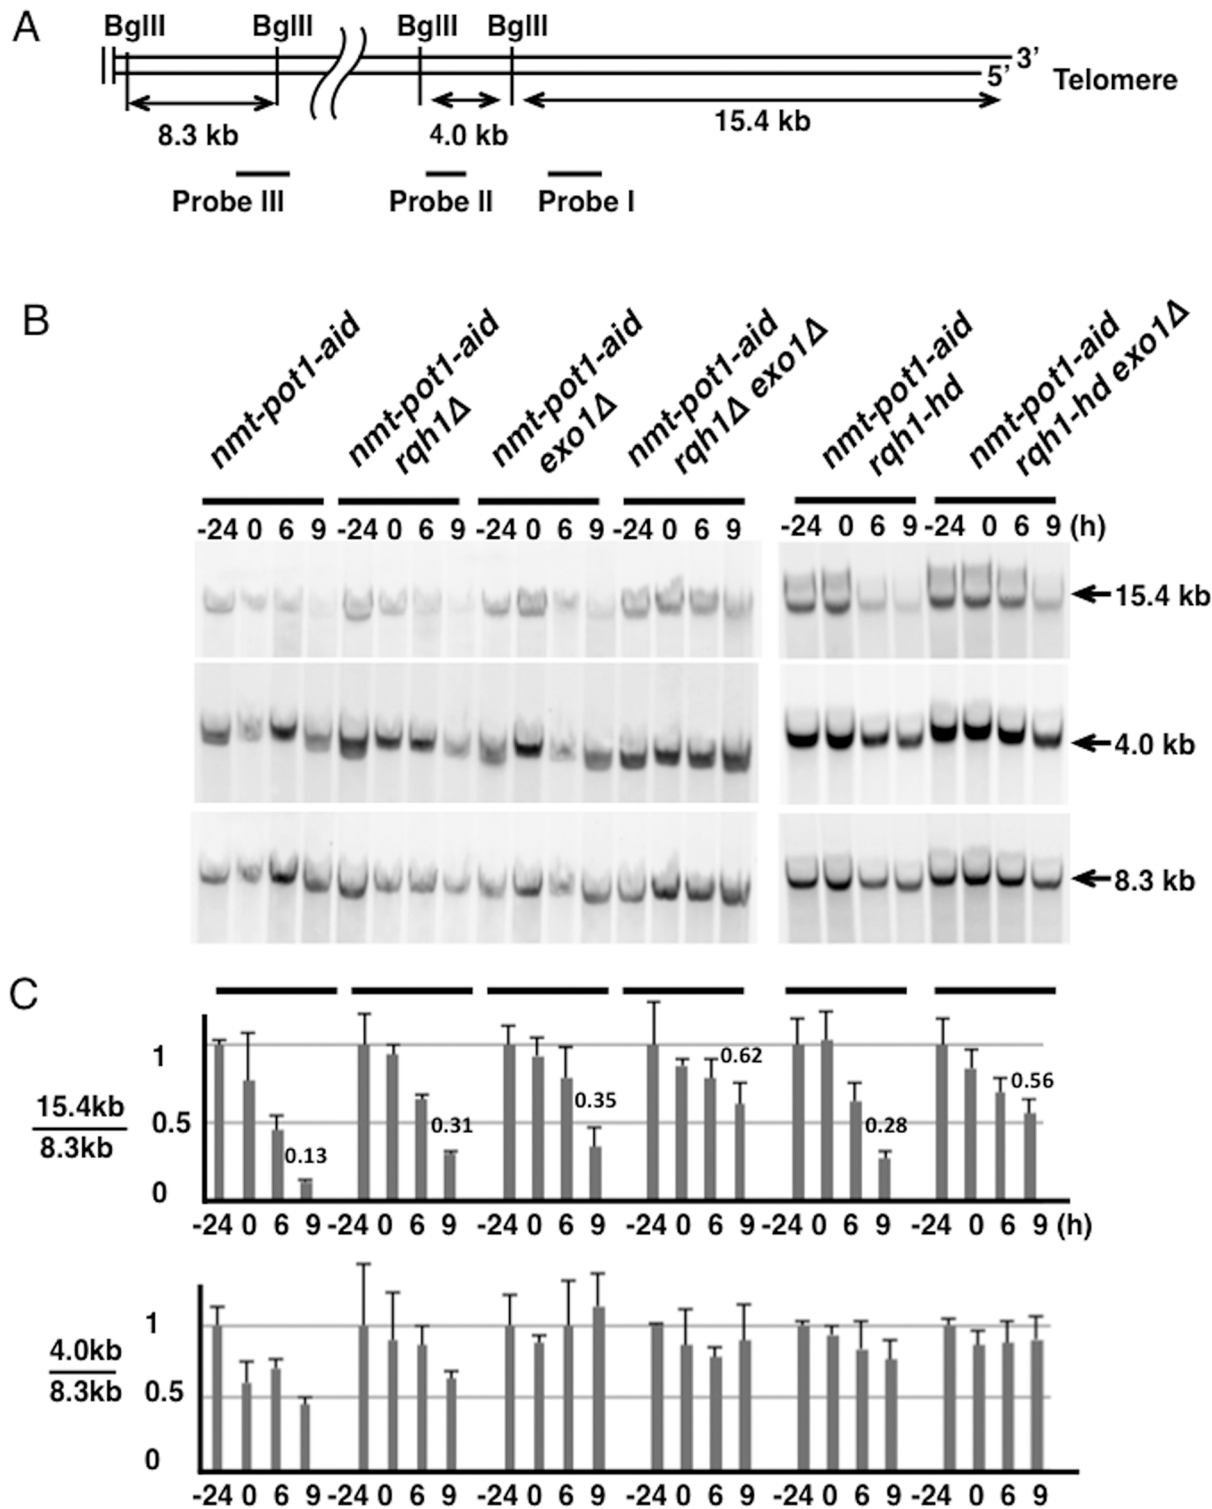 A
BglII BglII BglII BglII
3’
5’ Telomere
8.3 kb 4.0 kb 15.4 kb
Probe III Probe II Probe I
B
nmt-pot1-aid
nmt-pot1-aid
rqh1Δ
nmt-pot1-aid
exo1Δ
nmt-pot1-aid
rqh1Δ exo1Δ
nmt-pot1-aid
rqh1-hd
nmt-pot1-aid
rqh1-hd exo1Δ
-24 0 6 9 -24 0 6 9 -24 0 6 9 -24 0 6 9 -24 0 6 9 -24 0 6 9 (h)
15.4 kb
4.0 kb
8.3 kb
C
15.4kb
8.3kb
1
0.5
0
0.13
0.31
0.35
0.62
0.28
0.56
-24 0 6 9 -24 0 6 9 -24 0 6 9 -24 0 6 9 -24 0 6 9 -24 0 6 9 (h)
4.0kb
8.3kb
1
0.5
0
-24 0 6 9 -24 0 6 9 -24 0 6 9 -24 0 6 9 -24 0 6 9 -24 0 6 9 (h)